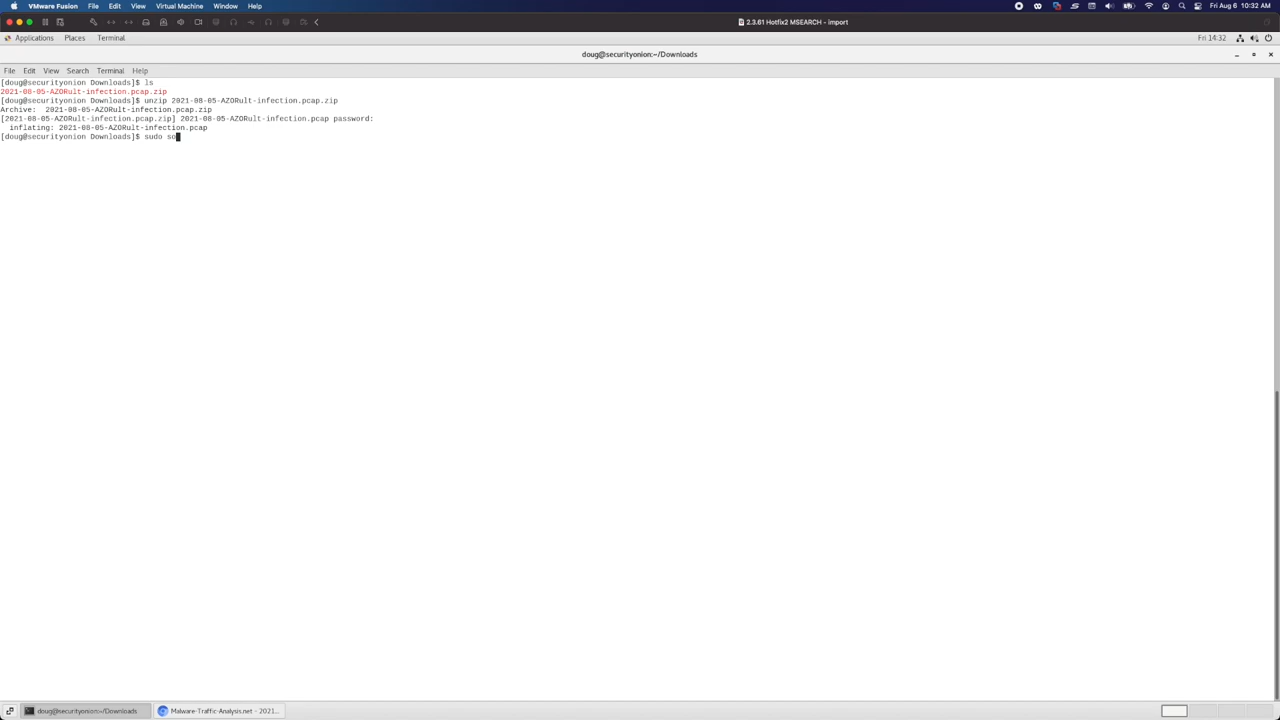 VMware Fusion File Edit View Virtual Machine Window Help Fri Aug 6 10:32 AM
2.3.61 Hotfix2 MSEARCH - import
Applications Places Terminal Fri 14:32
doug@securityonion:~/Downloads
File Edit View Search Terminal Help
[doug@securityonion Downloads]$ ls
2021-08-05-AZORult-infection.pcap.zip
[doug@securityonion Downloads]$ unzip 2021-08-05-AZORult-infection.pcap.zip
Archive:  2021-08-05-AZORult-infection.pcap.zip
[2021-08-05-AZORult-infection.pcap.zip] 2021-08-05-AZORult-infection.pcap password:
  inflating: 2021-08-05-AZORult-infection.pcap
[doug@securityonion Downloads]$ sudo so
doug@securityonion:~/Downloads Malware-Traffic-Analysis.net - 2021...